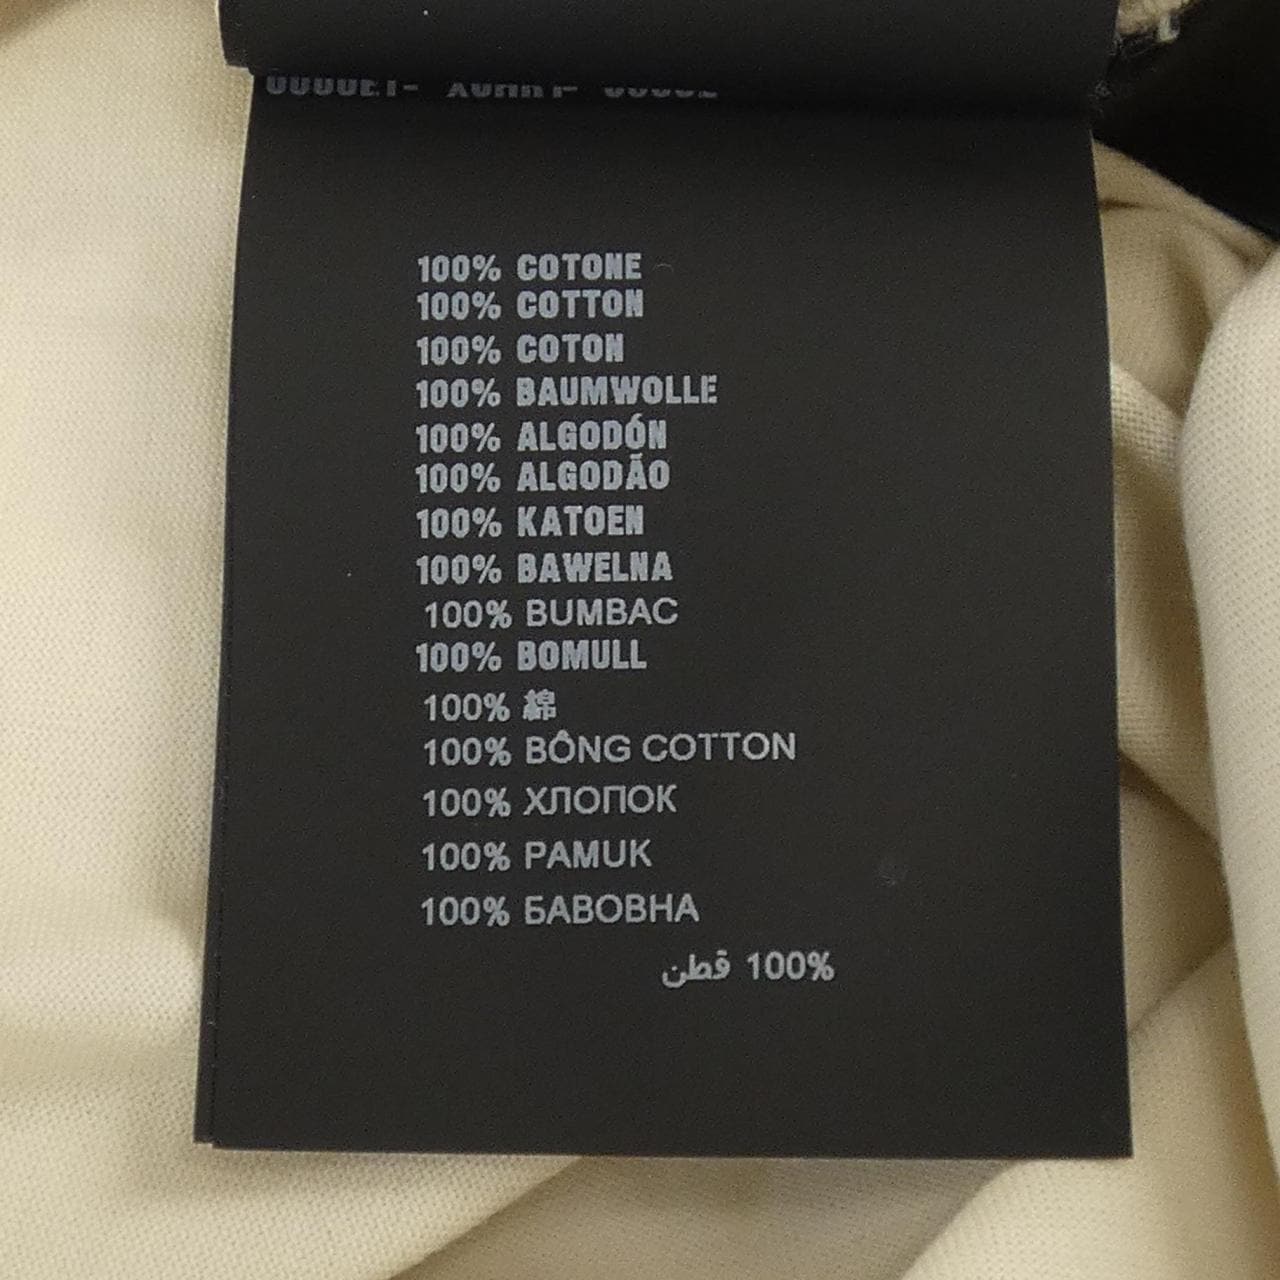 100% COTONE
100% COTTON
100% COTON
100% BAUMWOLLE
100% ALGODÓN
100% ALGODÃO
100% KATOEN
100% BAWELNA
100% BUMBAC
100% BOMULL
100% 綿
100% BÔNG COTTON
100% ХЛОПОК
100% PAMUK
100% БАВОВНА
100% قطن